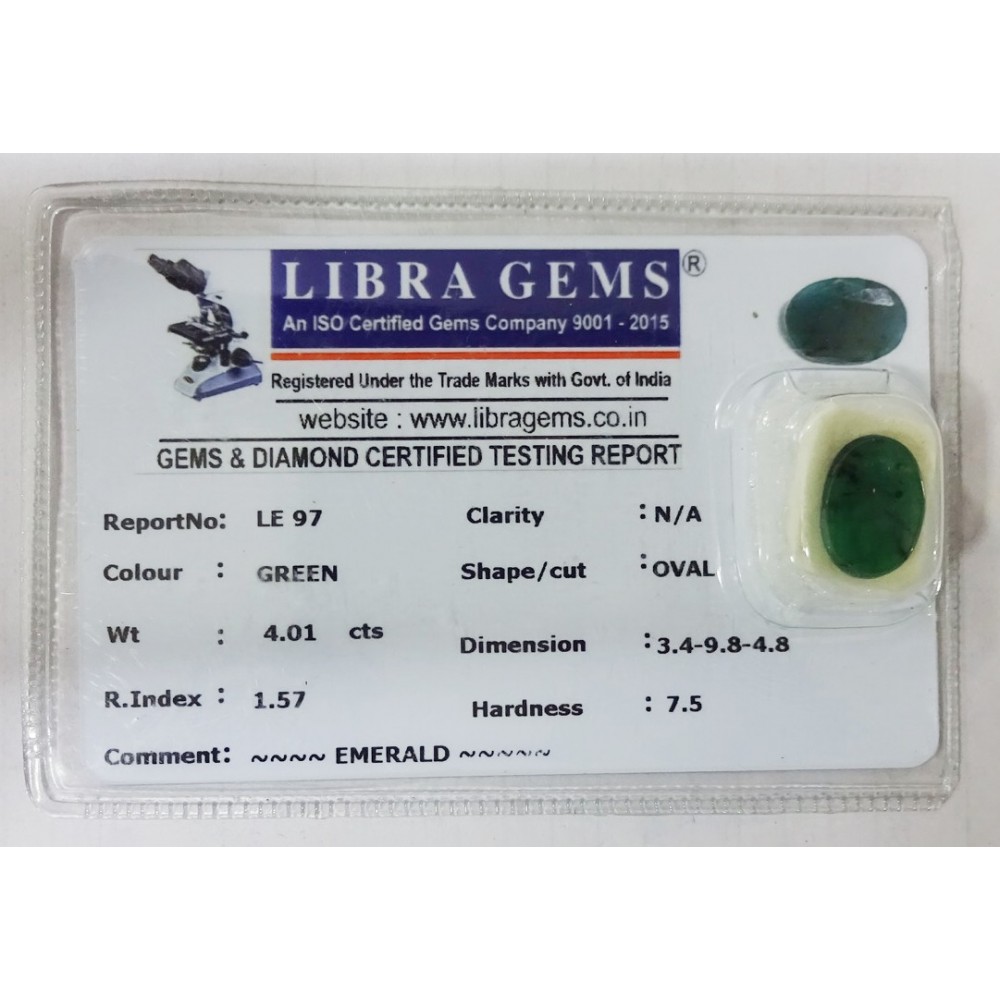 LIBRA GEMS ®
An ISO Certified Gems Company 9001 - 2015
Registered Under the Trade Marks with Govt. of India
website : www.libragems.co.in
GEMS & DIAMOND CERTIFIED TESTING REPORT
ReportNo: LE 97 Clarity : N/A
Colour : GREEN Shape/cut : OVAL
Wt : 4.01 cts Dimension : 3.4-9.8-4.8
R.Index : 1.57 Hardness : 7.5
Comment: ~~~~ EMERALD ~~~~~~